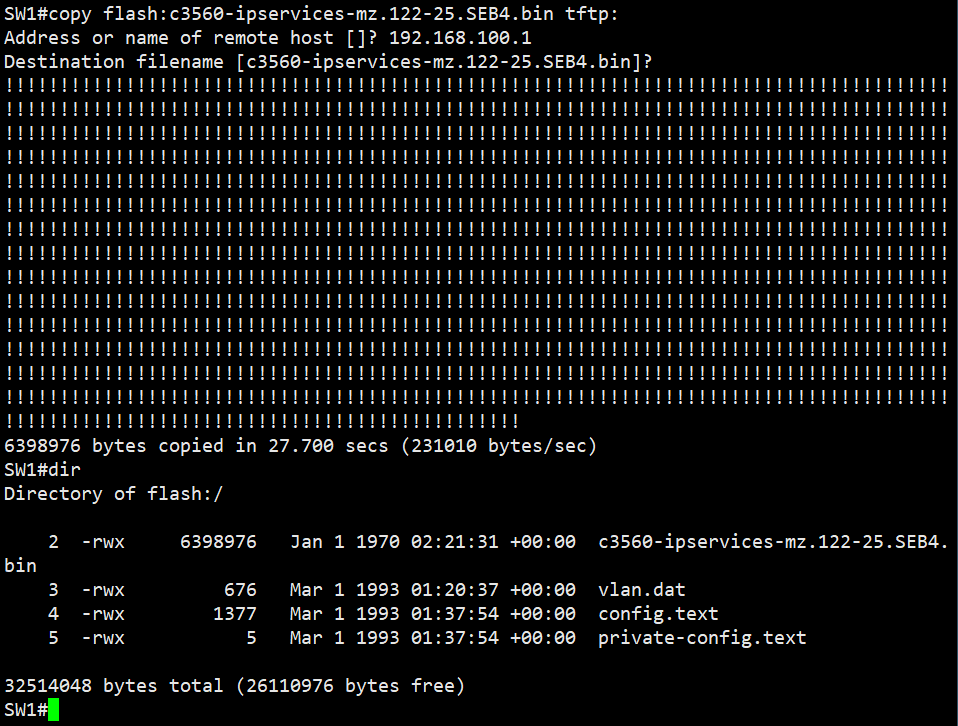 SW1#copy flash:c3560-ipservices-mz.122-25.SEB4.bin tftp:
Address or name of remote host []? 192.168.100.1
Destination filename [c3560-ipservices-mz.122-25.SEB4.bin]?
!!!!!!!!!!!!!!!!!!!!!!!!!!!!!!!!!!!!!!!!!!!!!!!!!!!!!!!!!!!!!!!!!!!!!!!!!!!!!!!!!!!!!!
!!!!!!!!!!!!!!!!!!!!!!!!!!!!!!!!!!!!!!!!!!!!!!!!!!!!!!!!!!!!!!!!!!!!!!!!!!!!!!!!!!!!!!
!!!!!!!!!!!!!!!!!!!!!!!!!!!!!!!!!!!!!!!!!!!!!!!!!!!!!!!!!!!!!!!!!!!!!!!!!!!!!!!!!!!!!!
!!!!!!!!!!!!!!!!!!!!!!!!!!!!!!!!!!!!!!!!!!!!!!!!!!!!!!!!!!!!!!!!!!!!!!!!!!!!!!!!!!!!!!
!!!!!!!!!!!!!!!!!!!!!!!!!!!!!!!!!!!!!!!!!!!!!!!!!!!!!!!!!!!!!!!!!!!!!!!!!!!!!!!!!!!!!!
!!!!!!!!!!!!!!!!!!!!!!!!!!!!!!!!!!!!!!!!!!!!!!!!!!!!!!!!!!!!!!!!!!!!!!!!!!!!!!!!!!!!!!
!!!!!!!!!!!!!!!!!!!!!!!!!!!!!!!!!!!!!!!!!!!!!!!!!!!!!!!!!!!!!!!!!!!!!!!!!!!!!!!!!!!!!!
!!!!!!!!!!!!!!!!!!!!!!!!!!!!!!!!!!!!!!!!!!!!!!!!!!!!!!!!!!!!!!!!!!!!!!!!!!!!!!!!!!!!!!
!!!!!!!!!!!!!!!!!!!!!!!!!!!!!!!!!!!!!!!!!!!!!!!!!!!!!!!!!!!!!!!!!!!!!!!!!!!!!!!!!!!!!!
!!!!!!!!!!!!!!!!!!!!!!!!!!!!!!!!!!!!!!!!!!!!!!!!!!!!!!!!!!!!!!!!!!!!!!!!!!!!!!!!!!!!!!
!!!!!!!!!!!!!!!!!!!!!!!!!!!!!!!!!!!!!!!!!!!!!!!!!!!!!!!!!!!!!!!!!!!!!!!!!!!!!!!!!!!!!!
!!!!!!!!!!!!!!!!!!!!!!!!!!!!!!!!!!!!!!!!!!!!!!!!!!!!!!!!!!!!!!!!!!!!!!!!!!!!!!!!!!!!!!
!!!!!!!!!!!!!!!!!!!!!!!!!!!!!!!!!!!!!!!!!!!!!!!!!!!!!!!!!!!!!!!!!!!!!!!!!!!!!!!!!!!!!!
!!!!!!!!!!!!!!!!!!!!!!!!!!!!!!!!!!!!!!!!!!!!!!!!!!!!!!!!!!!!!!!!!!!!!!!!!!!!!!!!!!!!!!
!!!!!!!!!!!!!!!!!!!!!!!!!!!!!!!!!!!!!!!!!!!!!!!
6398976 bytes copied in 27.700 secs (231010 bytes/sec)
SW1#dir
Directory of flash:/
2 -rwx 6398976 Jan 1 1970 02:21:31 +00:00 c3560-ipservices-mz.122-25.SEB4.
bin
3 -rwx 676 Mar 1 1993 01:20:37 +00:00 vlan.dat
4 -rwx 1377 Mar 1 1993 01:37:54 +00:00 config.text
5 -rwx 5 Mar 1 1993 01:37:54 +00:00 private-config.text
32514048 bytes total (26110976 bytes free)
SW1#